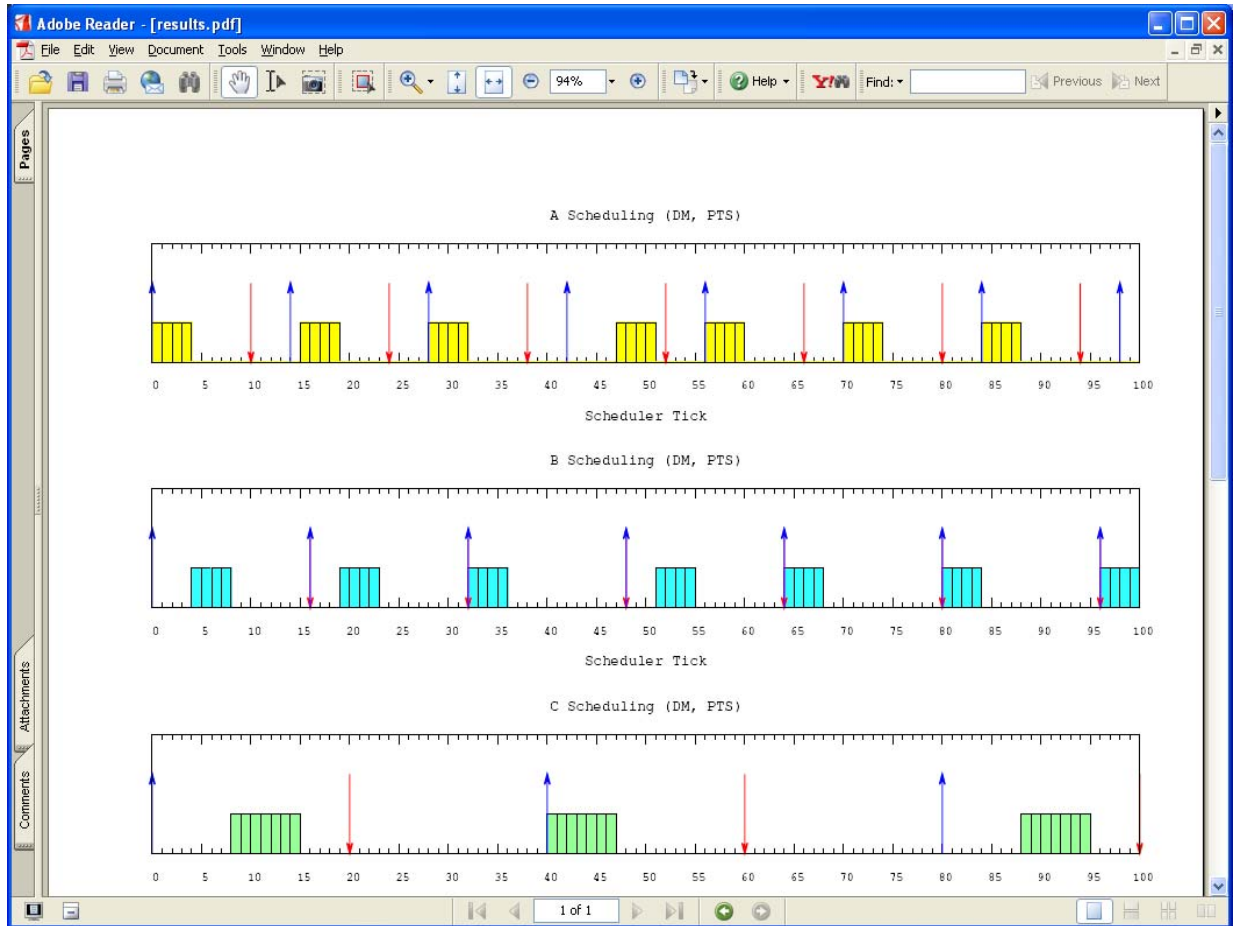 Adobe Reader - [results.pdf]
File Edit View Document Tools Window Help
94% Help Y! Find: Previous Next
Pages
A Scheduling (DM, PTS)
0 5 10 15 20 25 30 35 40 45 50 55 60 65 70 75 80 85 90 95 100
Scheduler Tick
B Scheduling (DM, PTS)
0 5 10 15 20 25 30 35 40 45 50 55 60 65 70 75 80 85 90 95 100
Scheduler Tick
Attachments
C Scheduling (DM, PTS)
Comments
0 5 10 15 20 25 30 35 40 45 50 55 60 65 70 75 80 85 90 95 100
1 of 1